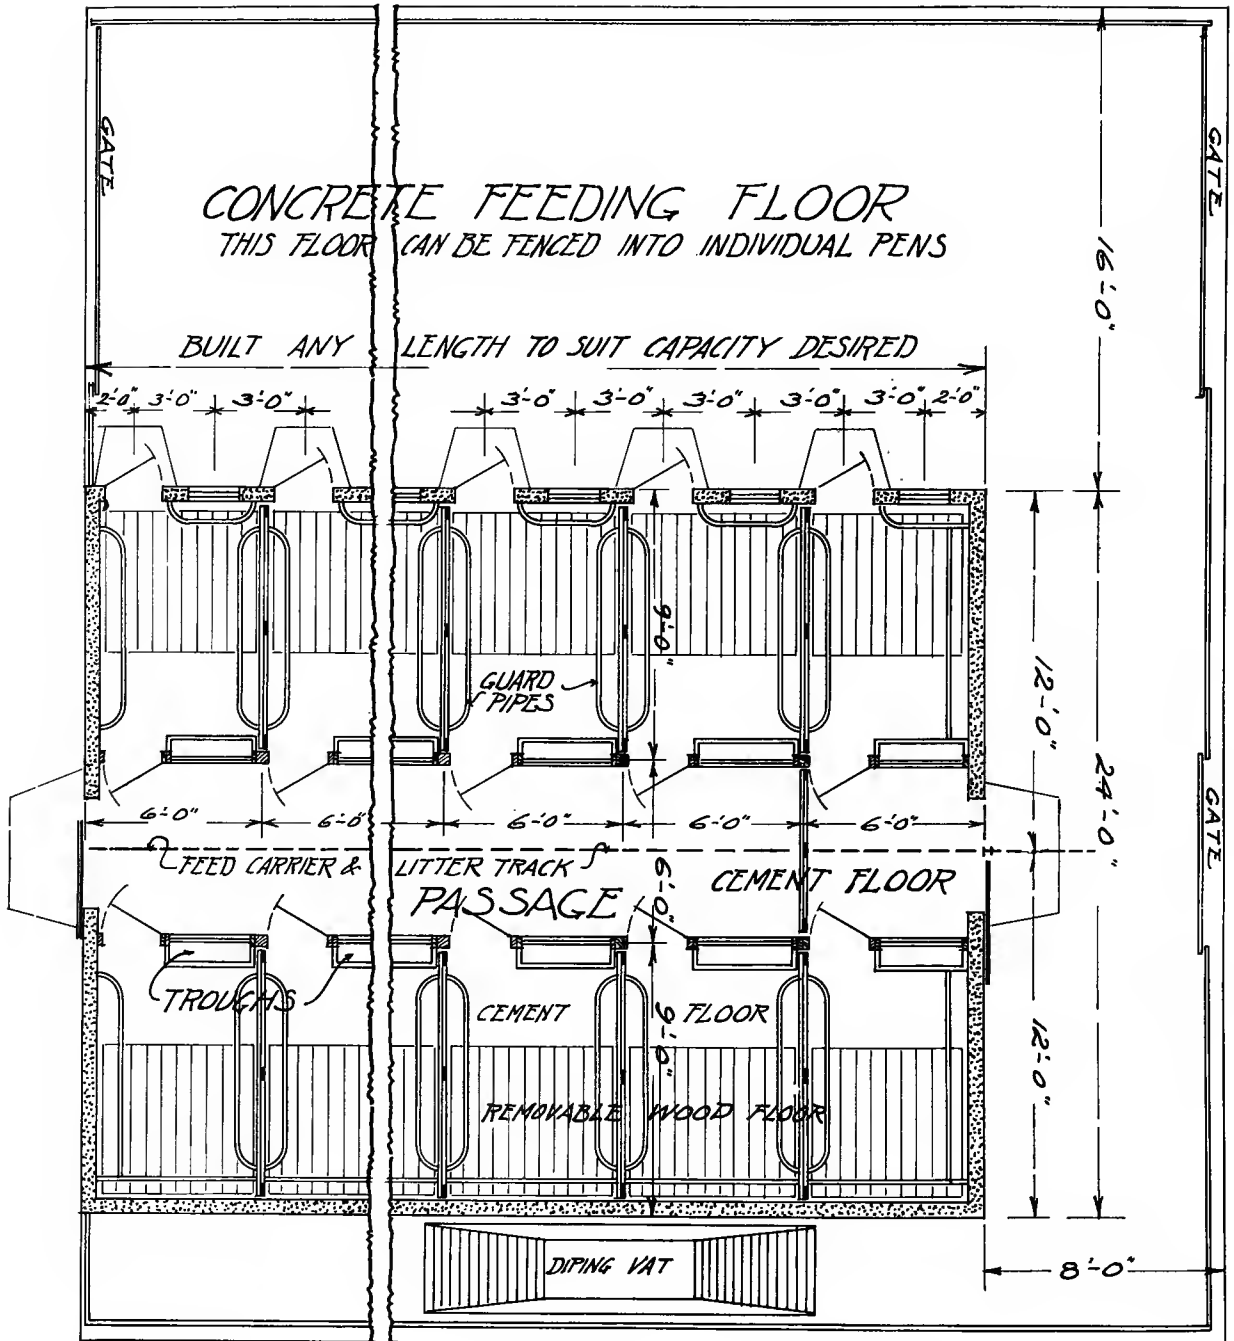 GATE
GATE
CONCRETE FEEDING FLOOR
THIS FLOOR CAN BE FENCED INTO INDIVIDUAL PENS
16'-0"
BUILT ANY LENGTH TO SUIT CAPACITY DESIRED
2'-0" 3'-0" 3'-0" 3'-0" 3'-0" 3'-0" 3'-0" 2'-0"
9'-0"
GUARD
PIPES
12'-0"
24'-0"
6'-0" 6'-0" 6'-0" 6'-0" 6'-0"
GATE
FEED CARRIER & LITTER TRACK
6'-0"
CEMENT FLOOR
PASSAGE
TROUGHS
CEMENT FLOOR
9'-0"
12'-0"
REMOVABLE WOOD FLOOR
DIPING VAT
8'-0"